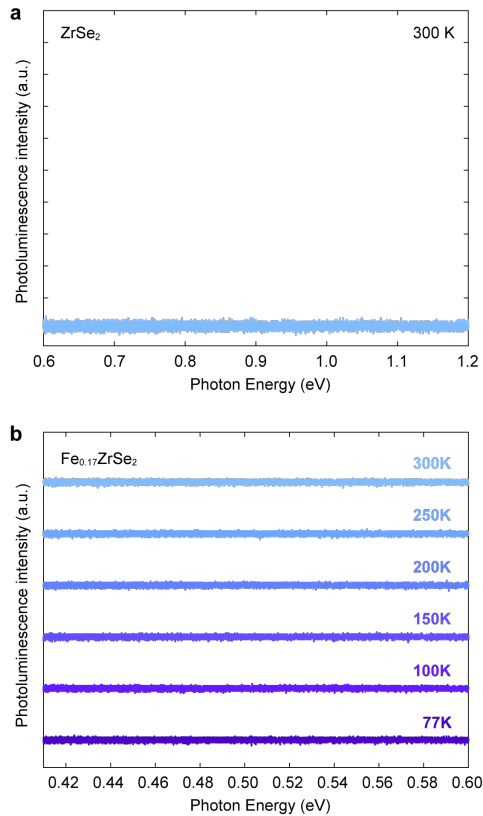 a
ZrSe₂ 300 K
Photoluminescence intensity (a.u.)
0.6 0.7 0.8 0.9 1.0 1.1 1.2
Photon Energy (eV)
b
Fe₀.₁₇ZrSe₂
300K
250K
200K
150K
100K
77K
Photoluminescence intensity (a.u.)
0.42 0.44 0.46 0.48 0.50 0.52 0.54 0.56 0.58 0.60
Photon Energy (eV)